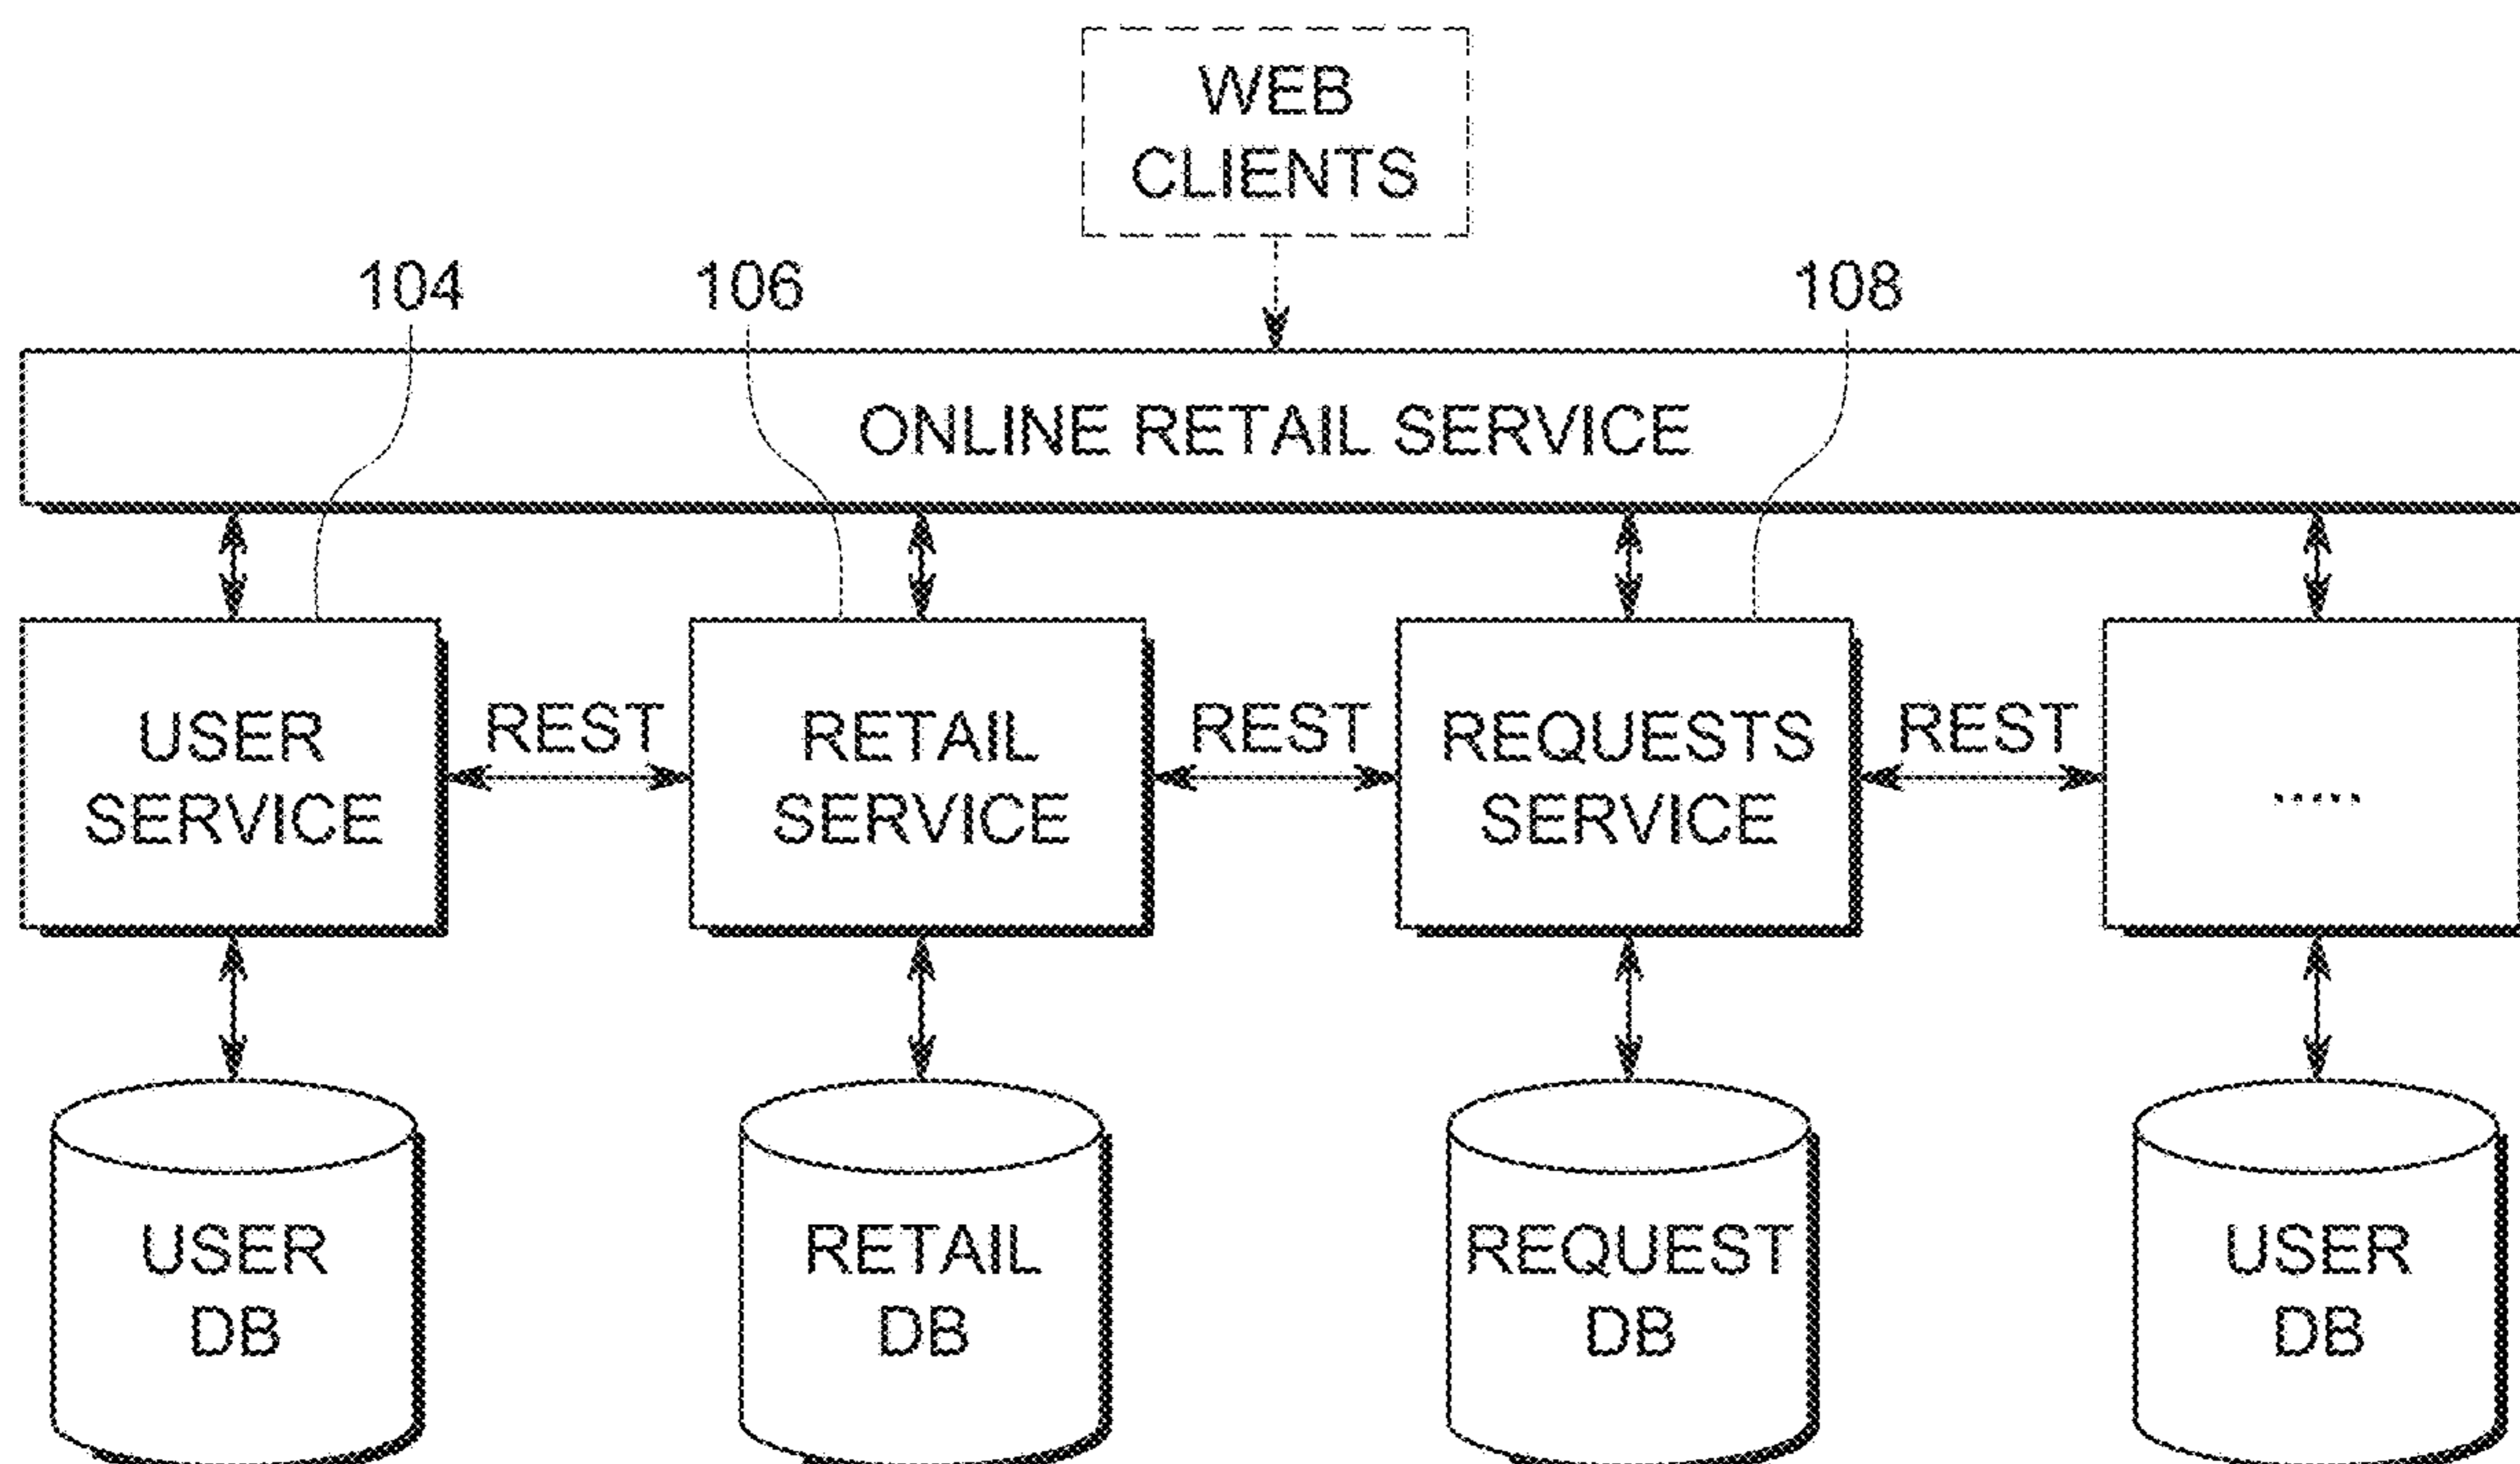 WEB
CLIENTS
104
106
108
ONLINE RETAIL SERVICE
USER
SERVICE
REST
RETAIL
SERVICE
REST
REQUESTS
SERVICE
REST
.....
USER
DB
RETAIL
DB
REQUEST
DB
USER
DB